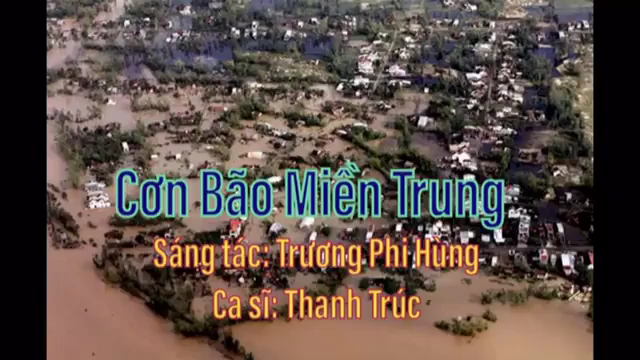 Cơn Bão Miền Trung
Sáng tác: Trương Phi Hùng
Ca sĩ: Thanh Trúc